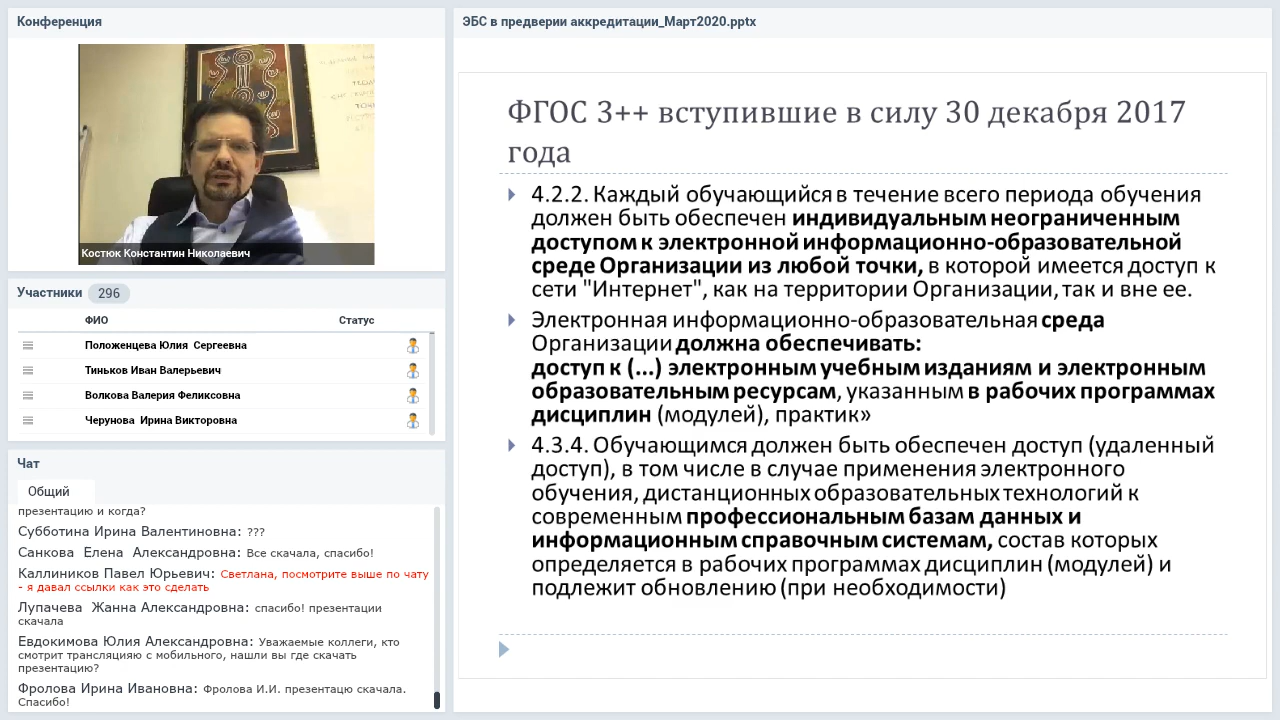 Конференция
Костюк Константин Николаевич
Участники 296
ФИО Статус
Положенцева Юлия Сергеевна
Тиньков Иван Валерьевич
Волкова Валерия Феликсовна
Черунова Ирина Викторовна
Чат
Общий
презентацию и когда?
Субботина Ирина Валентиновна: ???
Санкова Елена Александровна: Все скачала, спасибо!
Каллиников Павел Юрьевич: Светлана, посмотрите выше по чату
- я давал ссылки как это сделать
Лупачева Жанна Александровна: спасибо! презентации
скачала
Евдокимова Юлия Александровна: Уважаемые коллеги, кто
смотрит трансляцияю с мобильного, нашли вы где скачать
презентацию?
Фролова Ирина Ивановна: Фролова И.И. презентацю скачала.
Спасибо!
ЭБС в предверии аккредитации_Март2020.pptx
ФГОС 3++ вступившие в силу 30 декабря 2017
года
4.2.2. Каждый обучающийся в течение всего периода обучения
должен быть обеспечен индивидуальным неограниченным
доступом к электронной информационно-образовательной
среде Организации из любой точки, в которой имеется доступ к
сети "Интернет", как на территории Организации, так и вне ее.
Электронная информационно-образовательная среда
Организации должна обеспечивать:
доступ к (...) электронным учебным изданиям и электронным
образовательным ресурсам, указанным в рабочих программах
дисциплин (модулей), практик»
4.3.4. Обучающимся должен быть обеспечен доступ (удаленный
доступ), в том числе в случае применения электронного
обучения, дистанционных образовательных технологий к
современным профессиональным базам данных и
информационным справочным системам, состав которых
определяется в рабочих программах дисциплин (модулей) и
подлежит обновлению (при необходимости)